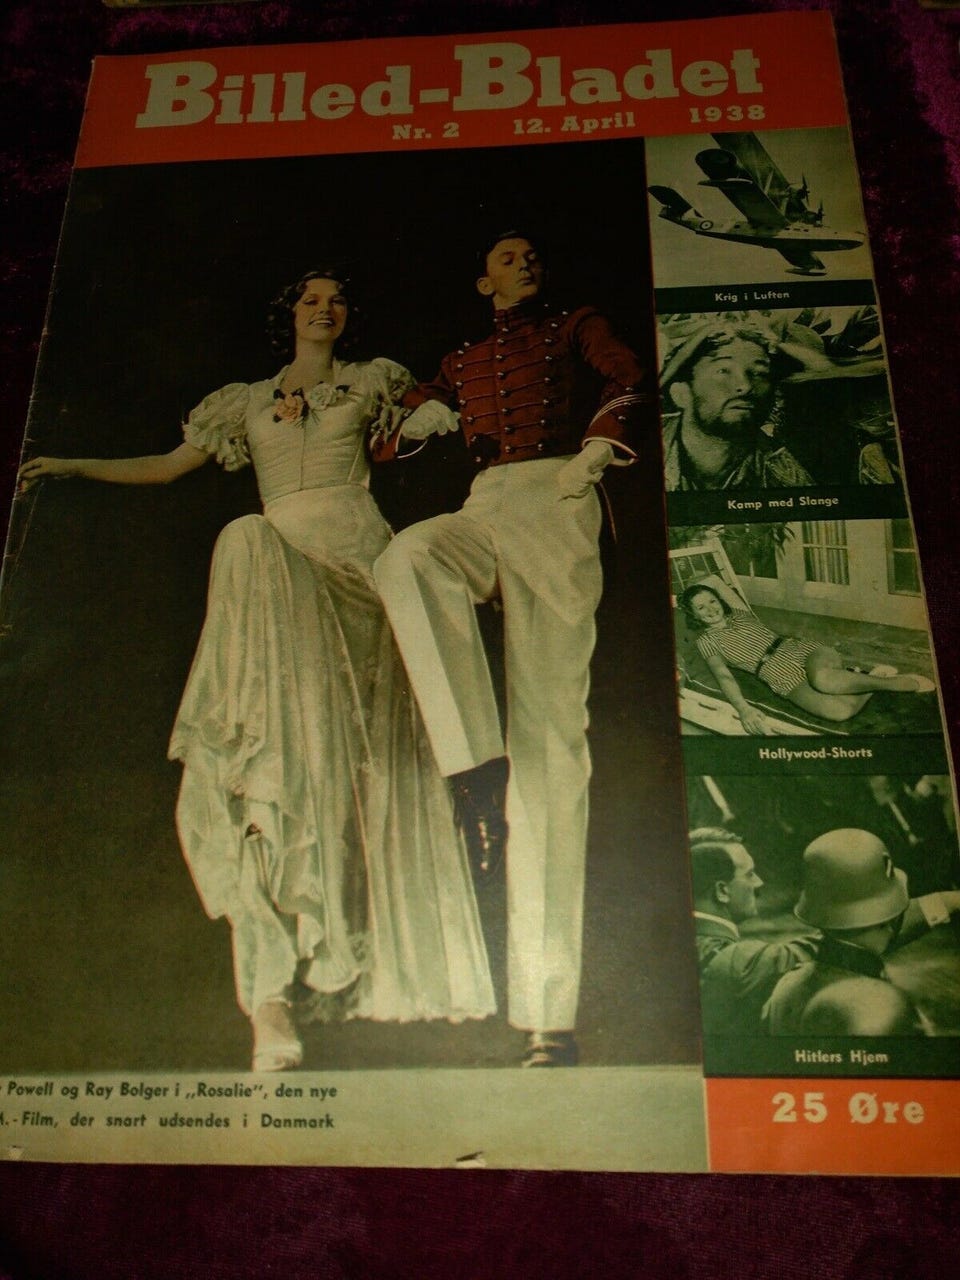 Billed-Bladet
Nr. 2 12. April 1938
Krig i Luften
Kamp med Slange
Hollywood-Shorts
Hitlers Hjem
Powell og Ray Bolger i „Rosalie”, den nye
.-Film, der snart udsendes i Danmark
25 Øre